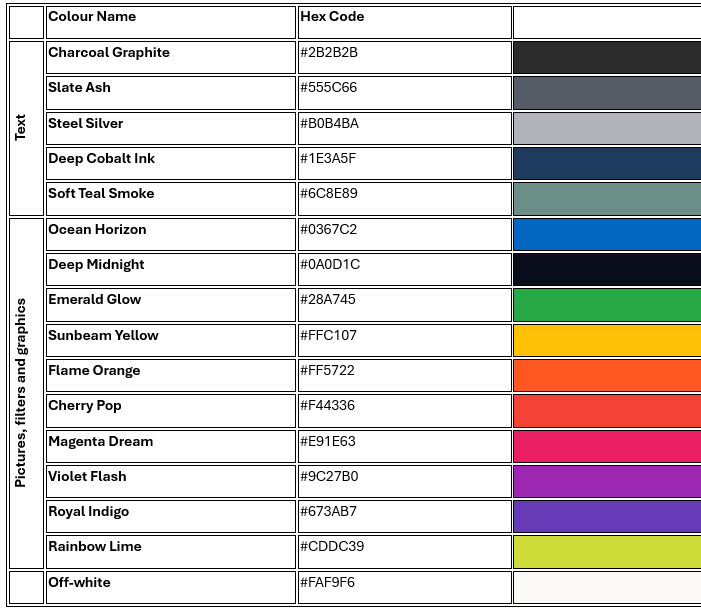 Colour Name Hex Code
Text
Charcoal Graphite #2B2B2B
Slate Ash #555C66
Steel Silver #B0B4BA
Deep Cobalt Ink #1E3A5F
Soft Teal Smoke #6C8E89
Pictures, filters and graphics
Ocean Horizon #0367C2
Deep Midnight #0A0D1C
Emerald Glow #28A745
Sunbeam Yellow #FFC107
Flame Orange #FF5722
Cherry Pop #F44336
Magenta Dream #E91E63
Violet Flash #9C27B0
Royal Indigo #673AB7
Rainbow Lime #CDDC39
Off-white #FAF9F6